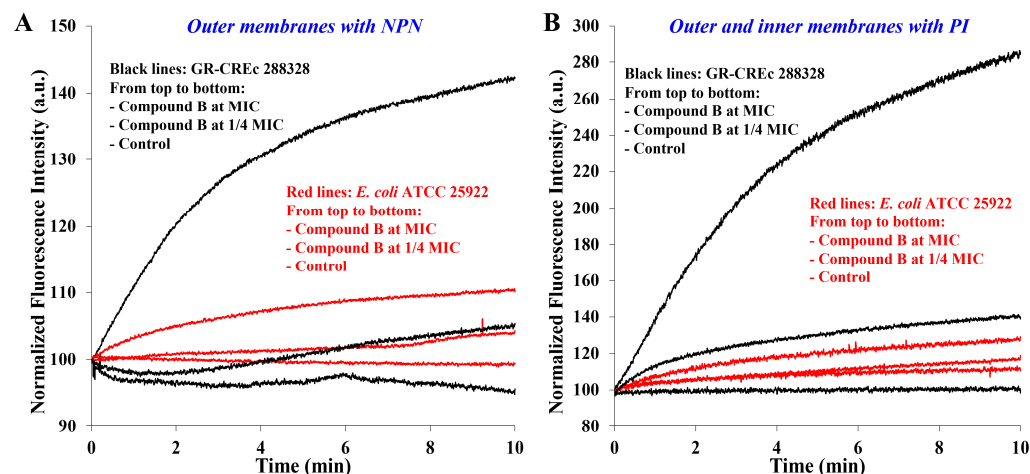 A
Outer membranes with NPN
Normalized Fluorescence Intensity (a.u.)
150
140
130
120
110
100
90
Black lines: GR-CREc 288328
From top to bottom:
- Compound B at MIC
- Compound B at 1/4 MIC
- Control
Red lines: E. coli ATCC 25922
From top to bottom:
- Compound B at MIC
- Compound B at 1/4 MIC
- Control
0
2
4
6
8
10
Time (min)
B
Outer and inner membranes with PI
Normalized Fluorescence Intensity (a.u.)
300
280
260
240
220
200
180
160
140
120
100
80
Black lines: GR-CREc 288328
From top to bottom:
- Compound B at MIC
- Compound B at 1/4 MIC
- Control
Red lines: E. coli ATCC 25922
From top to bottom:
- Compound B at MIC
- Compound B at 1/4 MIC
- Control
0
2
4
6
8
10
Time (min)